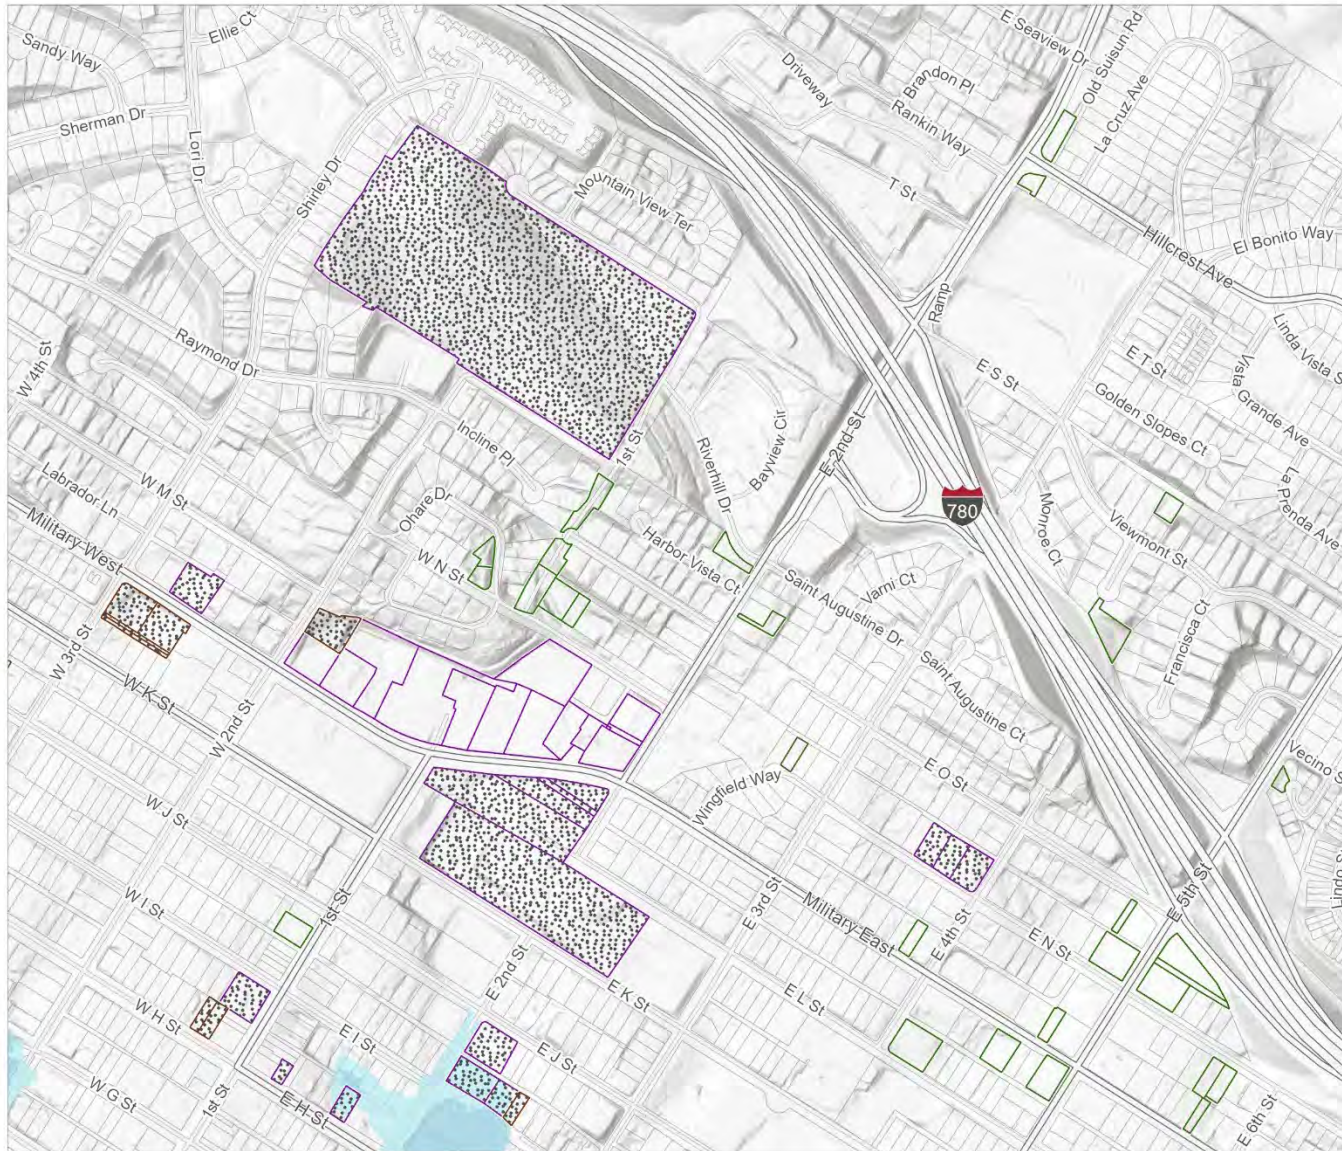 Ellie Ct
Sandy Way
E Seaview Dr
Old Suisun Rd
Driveway
Brandon Pl
Rankin Way
La Cruz Ave
Sherman Dr
Lori Dr
Shirley Dr
Mountain View Ter
T St
Hillcrest Ave
El Bonito Way
Ramp
Raymond Dr
W 4th St
E S St
E T St
Linda Vista S
Vista Grande Ave
Golden Slopes Ct
Incline Pl
1st St
Riverhill Dr
Bayview Cir
E 2nd St
La Penda Ave
Labrador Ln
W M St
Ohare Dr
780
Monroe Ct
Viewmont St
Military West
W N St
Harbor Vista Ct
Saint Augustine Dr
Varni Ct
Francisca Ct
W 3rd St
W K St
W 2nd St
Saint Augustine Ct
Vecino S
Wingfield Way
E O St
W J St
W I St
1st St
E 3rd St
Military East
E 4th St
E N St
E 5th St
E 2nd St
E K St
E L St
W H St
E I St
E J St
W G St
1st St
E H St
E 6th St